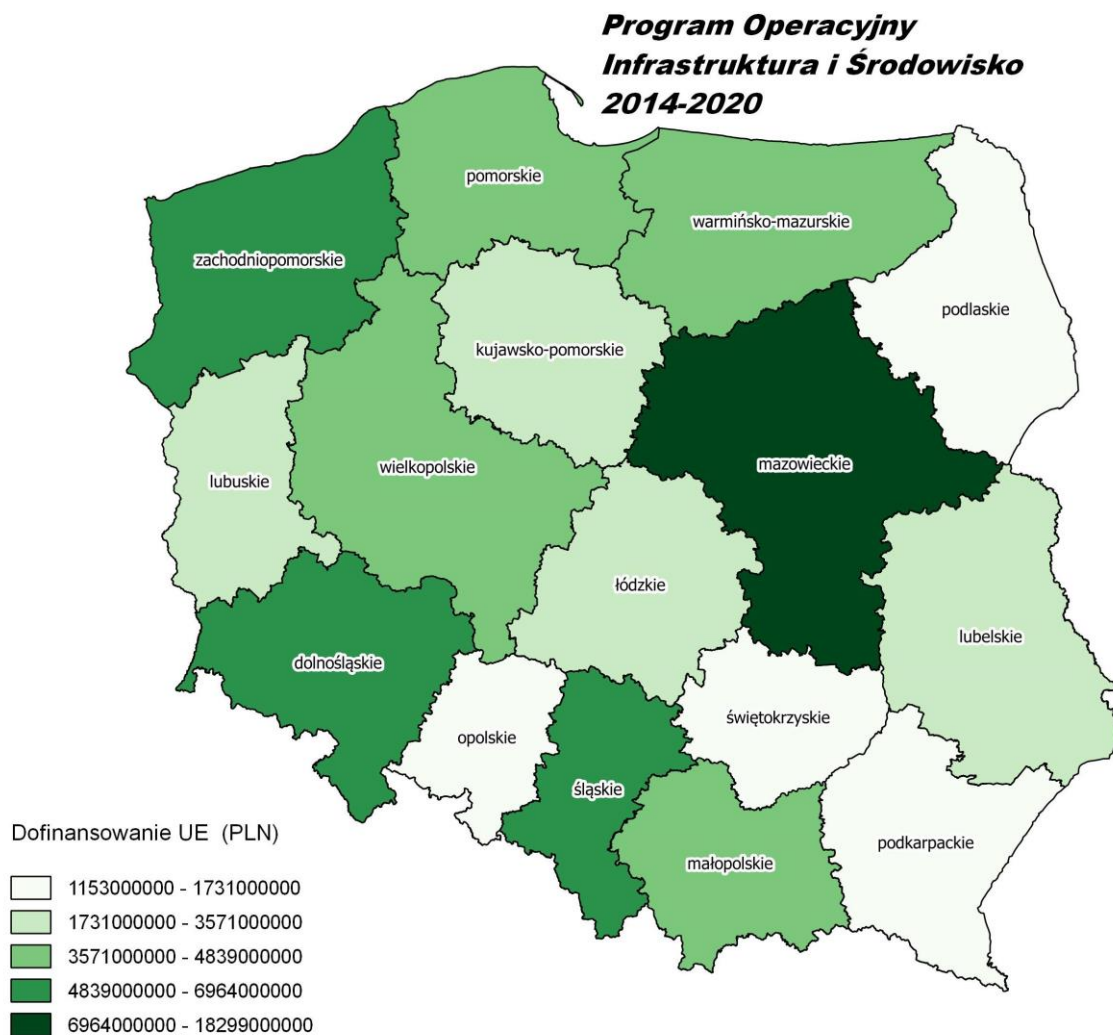 Program Operacyjny
Infrastruktura i Środowisko
2014-2020
pomorskie
warmińsko-mazurskie
zachodniopomorskie
podlaskie
kujawsko-pomorskie
mazowieckie
wielkopolskie
lubuskie
łódzkie
lubelskie
dolnośląskie
świętokrzyskie
opolskie
śląskie
podkarpackie
małopolskie
Dofinansowanie UE (PLN)
1153000000 - 1731000000
1731000000 - 3571000000
3571000000 - 4839000000
4839000000 - 6964000000
6964000000 - 18299000000